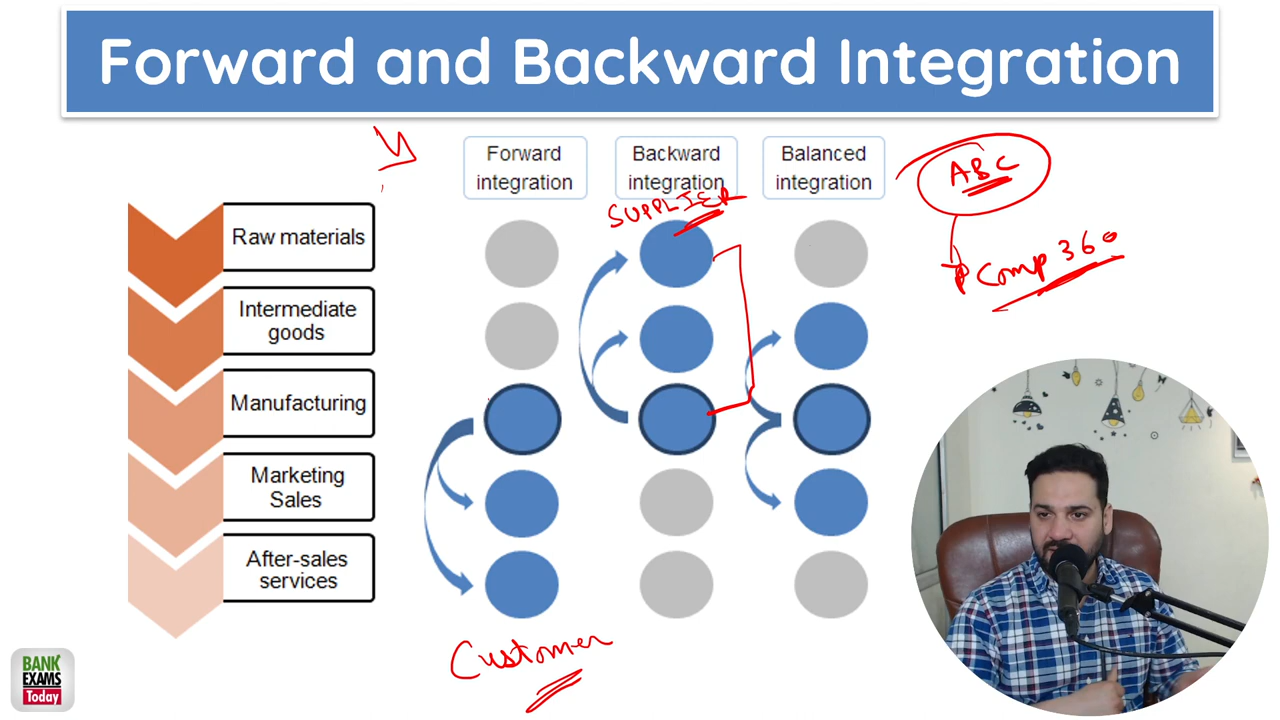 Forward and Backward Integration
Forward
integration
Backward
integration
Balanced
integration
ABC
SUPPLIER
Comp 360
Raw materials
Intermediate
goods
Manufacturing
Marketing
Sales
After-sales
services
Customer
BANK
EXAMS
Today